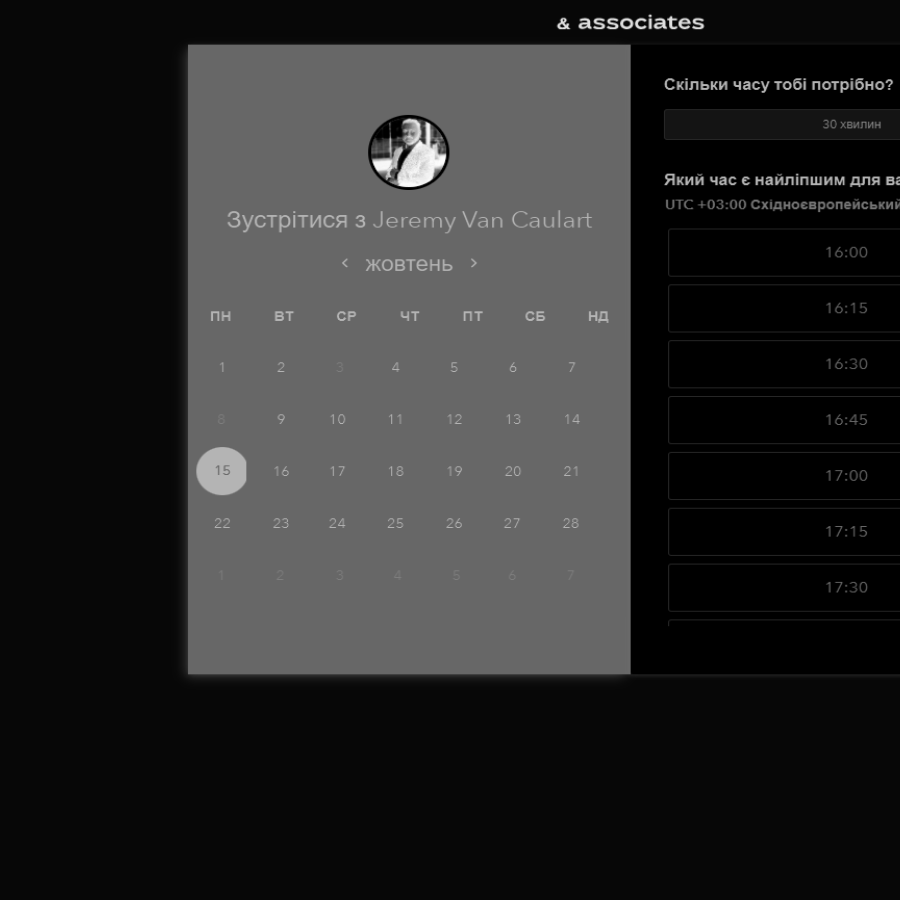 & associates
Зустрітися з Jeremy Van Caulart
< жовтень >
ПН ВТ СР ЧТ ПТ СБ НД
1 2 3 4 5 6 7
8 9 10 11 12 13 14
15 16 17 18 19 20 21
22 23 24 25 26 27 28
1 2 3 4 5 6 7
Скільки часу тобі потрібно?
30 хвилин
Який час є найліпшим для ва
UTC +03:00 Східноєвропейський
16:00
16:15
16:30
16:45
17:00
17:15
17:30